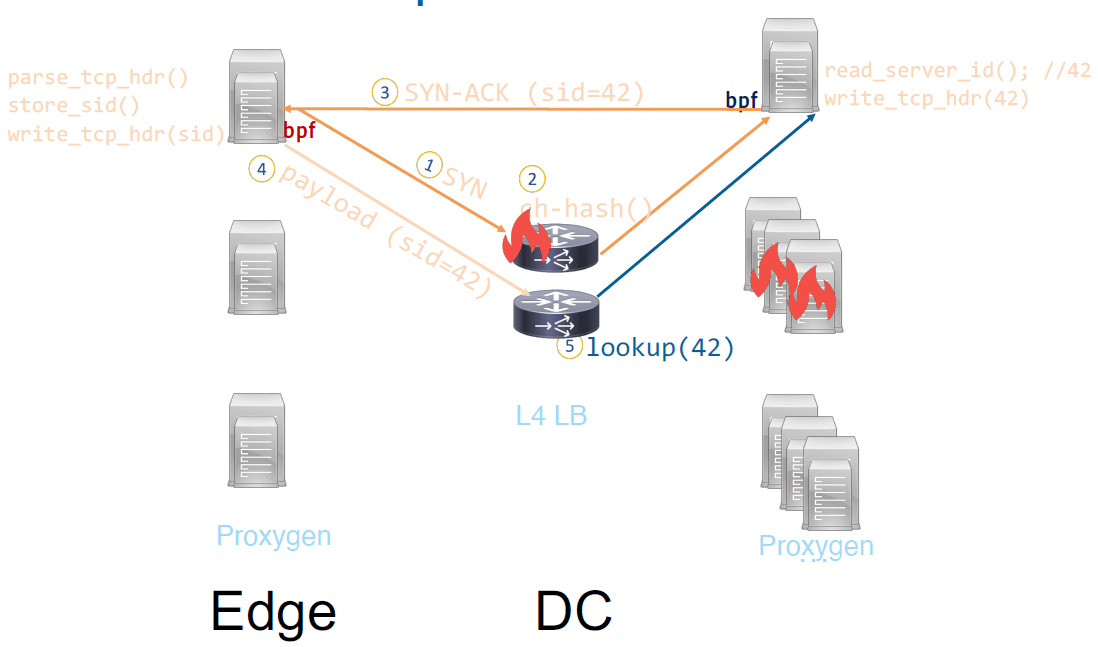 parse_tcp_hdr()
store_sid()
write_tcp_hdr(sid)
bpf
3 SYN-ACK (sid=42)
bpf
read_server_id(); //42
write_tcp_hdr(42)
1 SYN
2
ch-hash()
4 payload (sid=42)
5 lookup(42)
L4 LB
Proxygen
Proxygen
Edge
DC